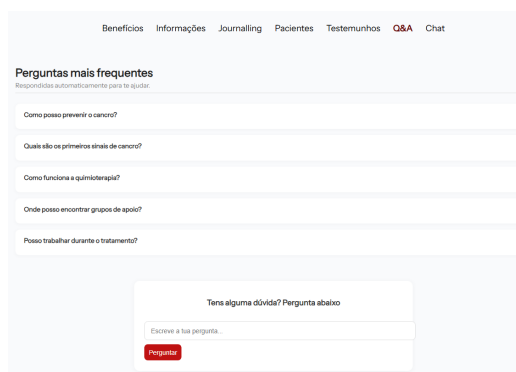 Benefícios Informações Journalling Pacientes Testemunhos Q&A Chat
Perguntas mais frequentes
Respondidas automaticamente para te ajudar.
Como posso prevenir o cancro?
Quais são os primeiros sinais de cancro?
Como funciona a quimioterapia?
Onde posso encontrar grupos de apoio?
Posso trabalhar durante o tratamento?
Tens alguma dúvida? Pergunta abaixo
Escreve a tua pergunta...
Perguntar